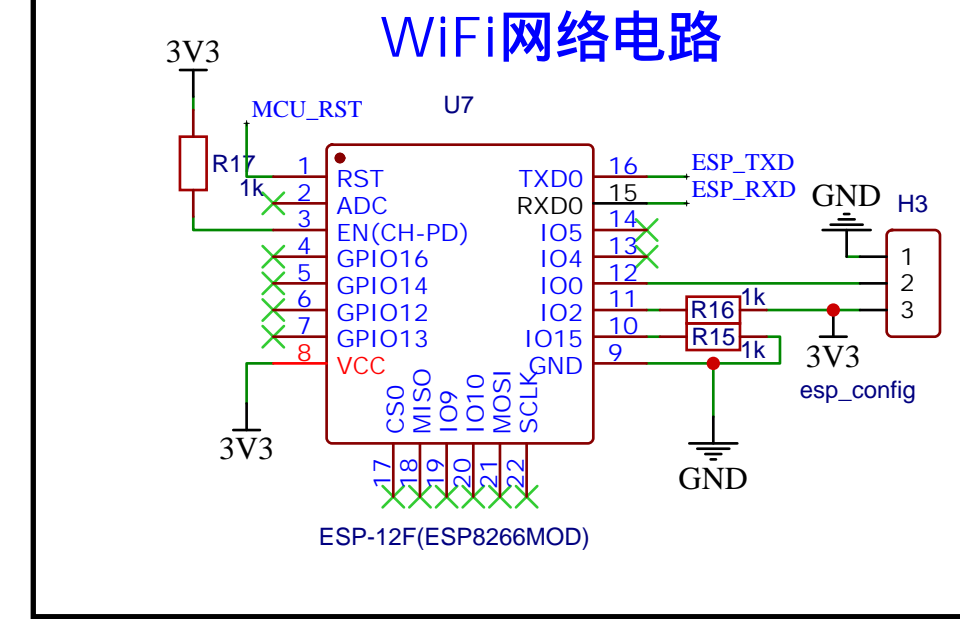 WiFi网络电路
3V3
MCU_RST
U7
R17
1k
1
RST
2
ADC
3
EN(CH-PD)
4
GPIO16
5
GPIO14
6
GPIO12
7
GPIO13
8
VCC
3V3
TXD0
16
ESP_TXD
RXD0
15
ESP_RXD
IO5
14
IO4
13
IO0
12
IO2
11
IO15
10
GND
9
R16
1k
R15
1k
GND
H3
1
2
3
3V3
esp_config
GND
CS0
MISO
IO9
IO10
MOSI
SCLK
17
18
19
20
21
22
ESP-12F(ESP8266MOD)